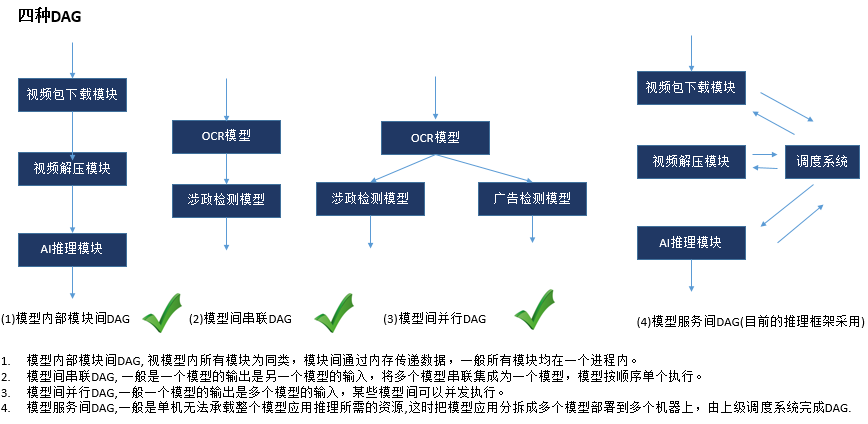 四种DAG
视频包下载模块
视频解压模块
AI推理模块
(1)模型内部模块间DAG
OCR模型
涉政检测模型
(2)模型间串联DAG
OCR模型
涉政检测模型
广告检测模型
(3)模型间并行DAG
视频包下载模块
视频解压模块
调度系统
AI推理模块
(4)模型服务间DAG(目前的推理框架采用)
1. 模型内部模块间DAG, 视模型内所有模块为同类，模块间通过内存传递数据，一般所有模块均在一个进程内。
2. 模型间串联DAG, 一般是一个模型的输出是另一个模型的输入，将多个模型串联集成为一个模型，模型按顺序单个执行。
3. 模型间并行DAG,一般一个模型的输出是多个模型的输入，某些模型间可以并发执行。
4. 模型服务间DAG,一般是单机无法承载整个模型应用推理所需的资源,这时把模型应用分拆成多个模型部署到多个机器上，由上级调度系统完成DAG.